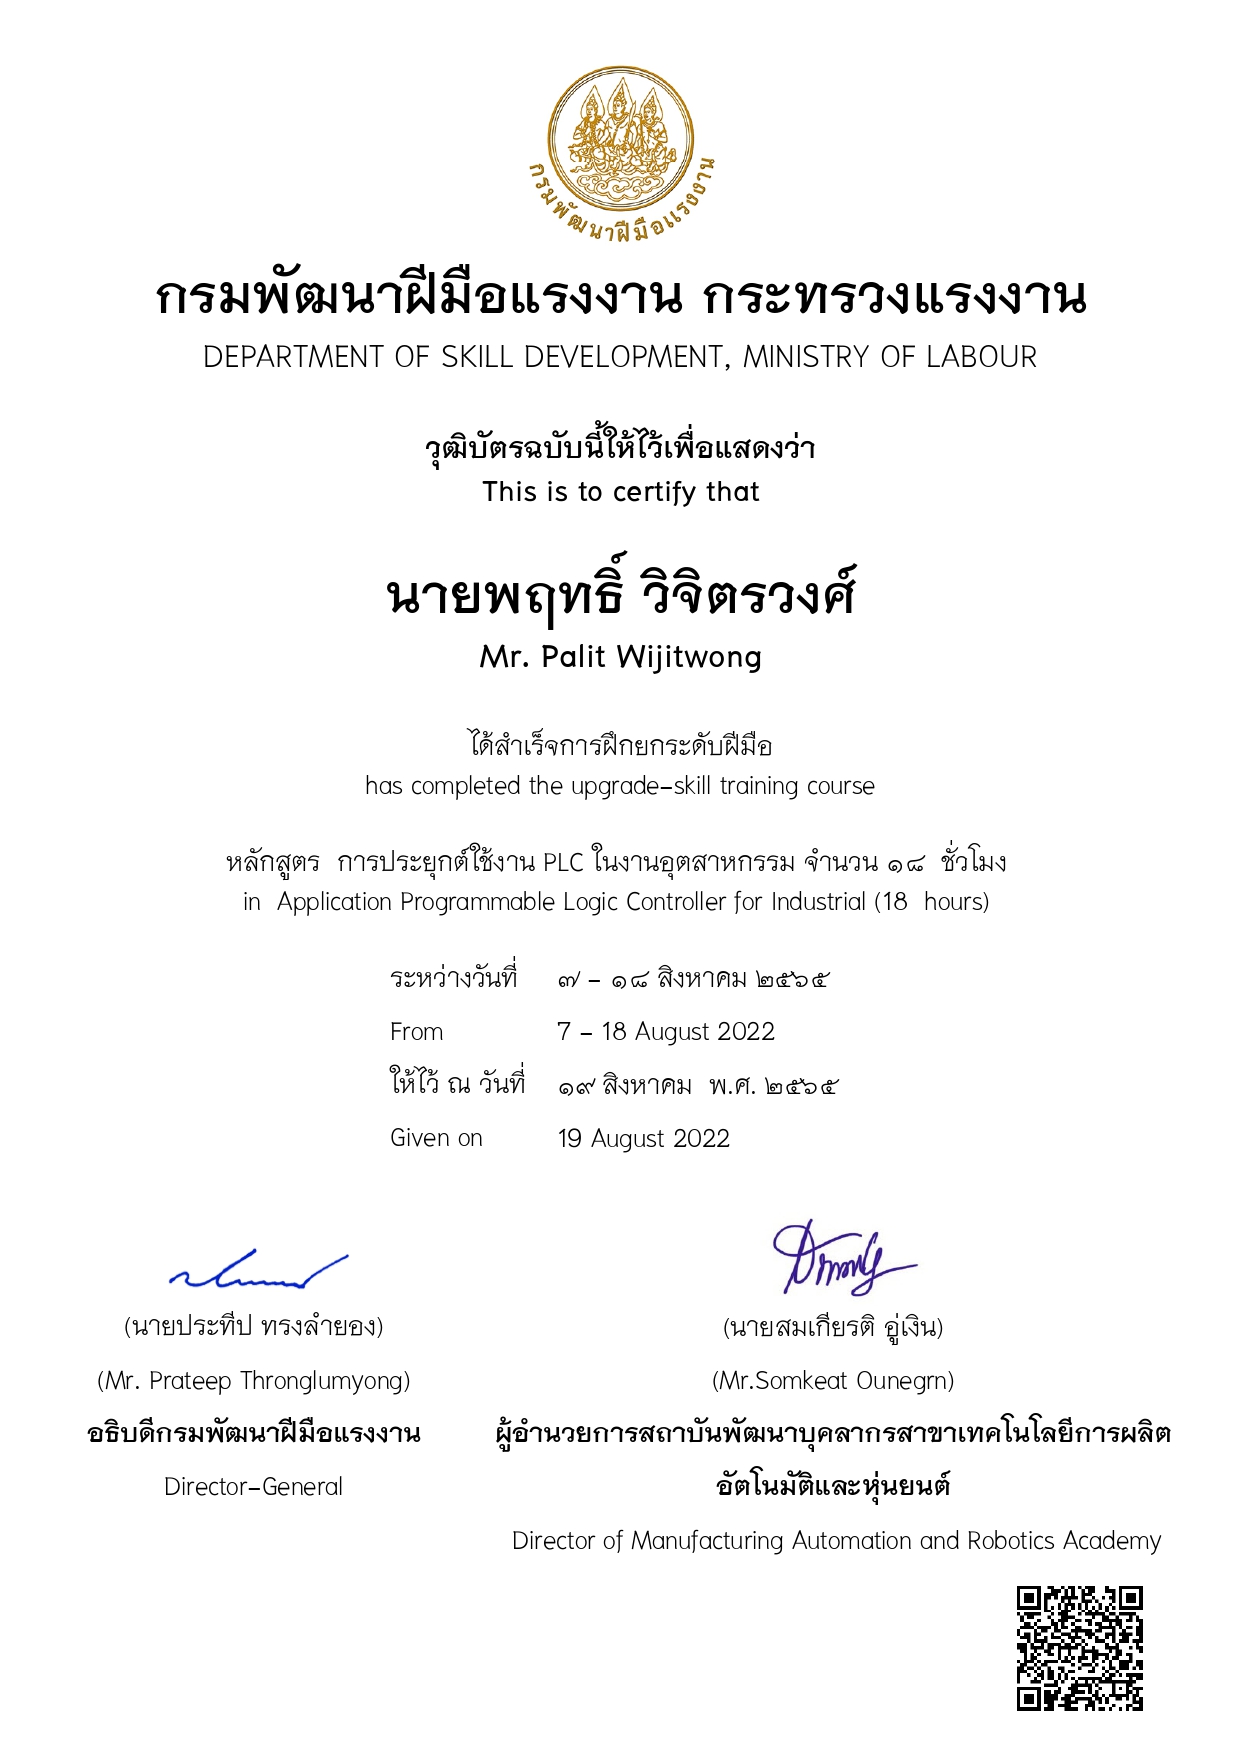 กรมพัฒนาฝีมือแรงงาน
กรมพัฒนาฝีมือแรงงาน กระทรวงแรงงาน
DEPARTMENT OF SKILL DEVELOPMENT, MINISTRY OF LABOUR
วุฒิบัตรฉบับนี้ให้ไว้เพื่อแสดงว่า
This is to certify that
นายพฤทธิ์ วิจิตรวงศ์
Mr. Palit Wijitwong
ได้สำเร็จการฝึกยกระดับฝีมือ
has completed the upgrade-skill training course
หลักสูตร การประยุกต์ใช้งาน PLC ในงานอุตสาหกรรม จำนวน ๑๘ ชั่วโมง
in Application Programmable Logic Controller for Industrial (18 hours)
ระหว่างวันที่ ๗ - ๑๘ สิงหาคม ๒๕๖๕
From 7 - 18 August 2022
ให้ไว้ ณ วันที่ ๑๙ สิงหาคม พ.ศ. ๒๕๖๕
Given on 19 August 2022
(นายประทีป ทรงลำยอง)
(Mr. Prateep Thronglumyong)
อธิบดีกรมพัฒนาฝีมือแรงงาน
Director-General
(นายสมเกียรติ อู่เงิน)
(Mr.Somkeat Ounegrn)
ผู้อำนวยการสถาบันพัฒนาบุคลากรสาขาเทคโนโลยีการผลิต
อัตโนมัติและหุ่นยนต์
Director of Manufacturing Automation and Robotics Academy